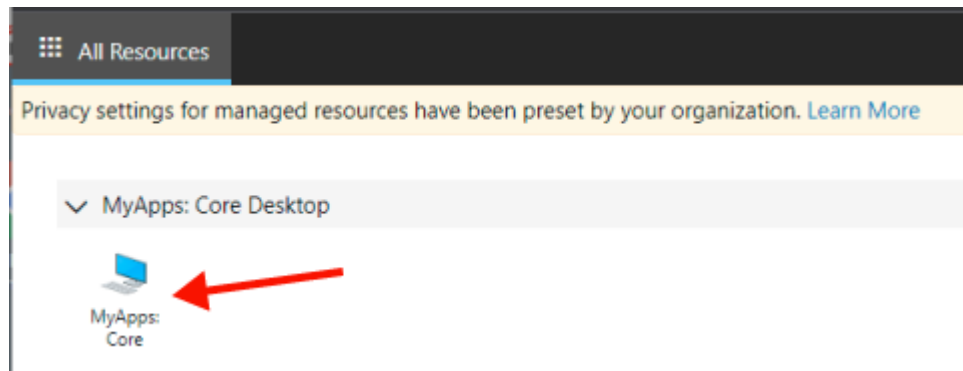 All Resources
Privacy settings for managed resources have been preset by your organization. Learn More
MyApps: Core Desktop
MyApps:
Core